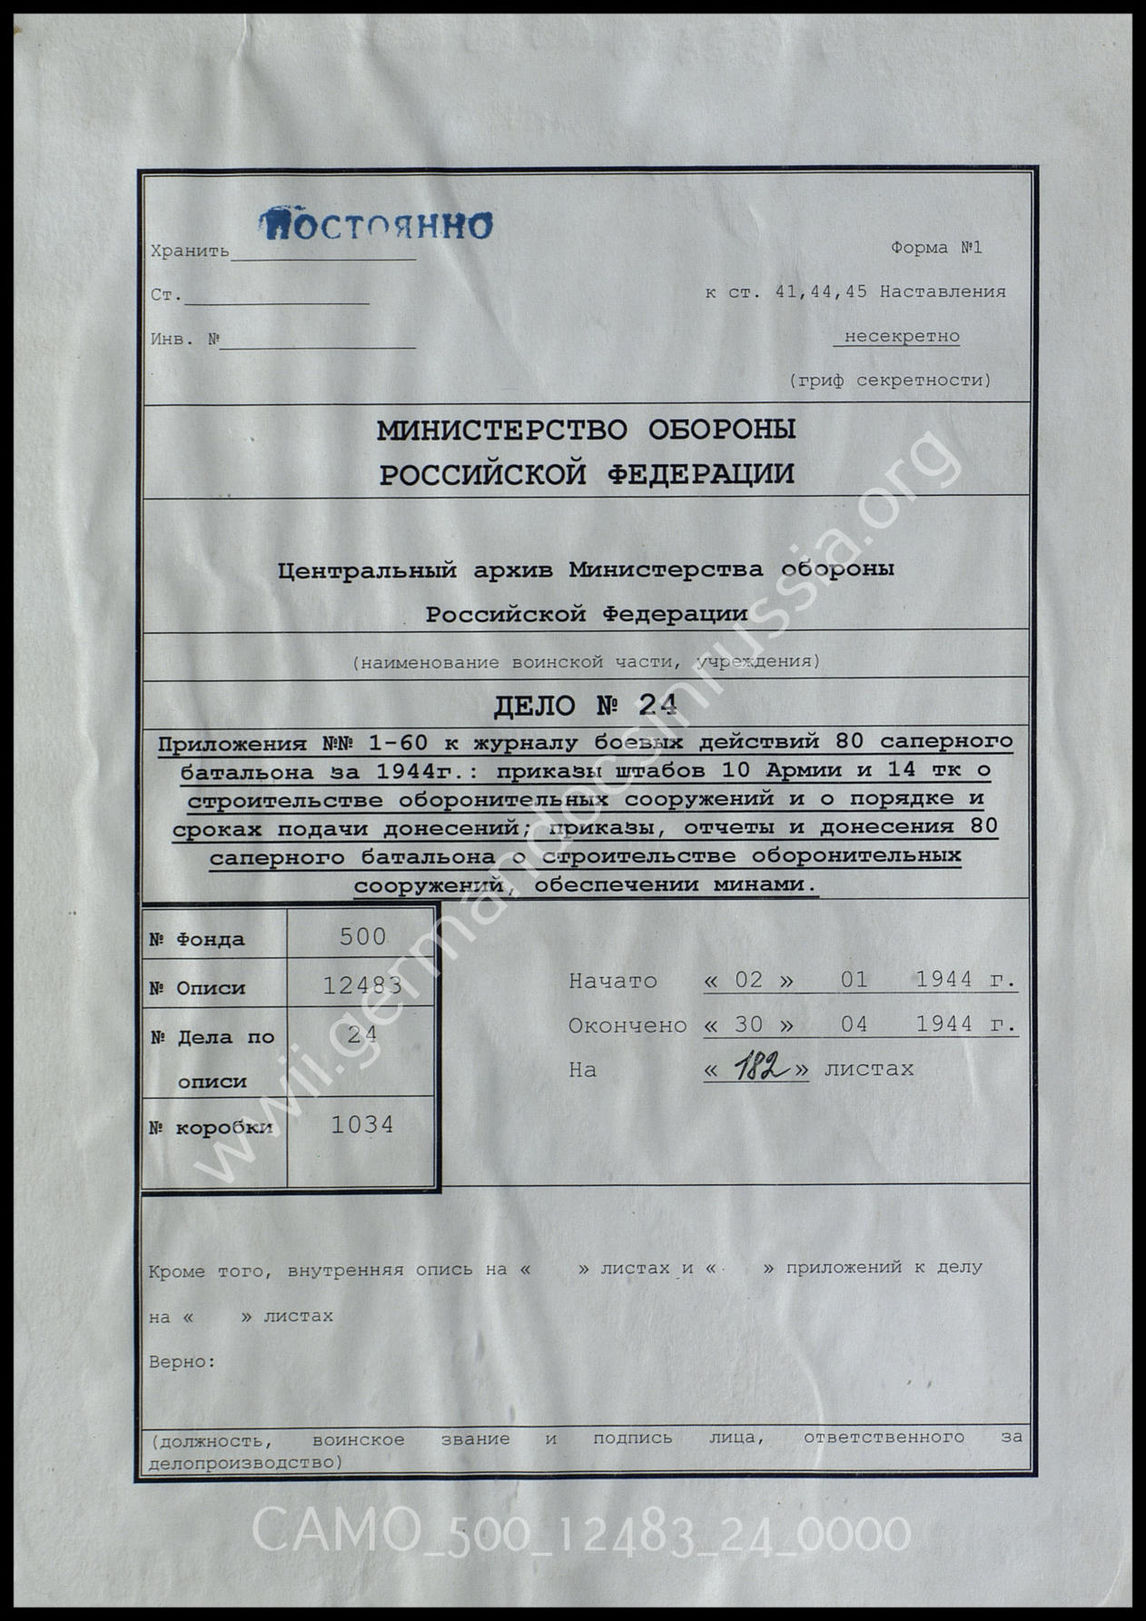 Постоянно
Хранить
Форма №1
Ст.
к ст. 41,44,45 Наставления
Инв. №
несекретно
(гриф секретности)
МИНИСТЕРСТВО ОБОРОНЫ
РОССИЙСКОЙ ФЕДЕРАЦИИ
Центральный архив Министерства обороны
Российской Федерации
(наименование воинской части, учреждения)
ДЕЛО № 24
Приложения №№ 1-60 к журналу боевых действий 80 саперного
батальона за 1944г.: приказы штабов 10 Армии и 14 тк о
строительстве оборонительных сооружений и о порядке и
сроках подачи донесений; приказы, отчеты и донесения 80
саперного батальона о строительстве оборонительных
сооружений, обеспечении минами.
№ Фонда 500
№ Описи 12483
№ Дела по 24
описи
№ коробки 1034
Начато « 02 » 01 1944 г.
Окончено « 30 » 04 1944 г.
На « 182 » листах
Кроме того, внутренняя опись на « » листах и « » приложений к делу
на « » листах
Верно:
(должность, воинское звание и подпись лица, ответственного за
делопроизводство)
wwii.germandocsinrussia.org
CAMO_500_12483_24_0000